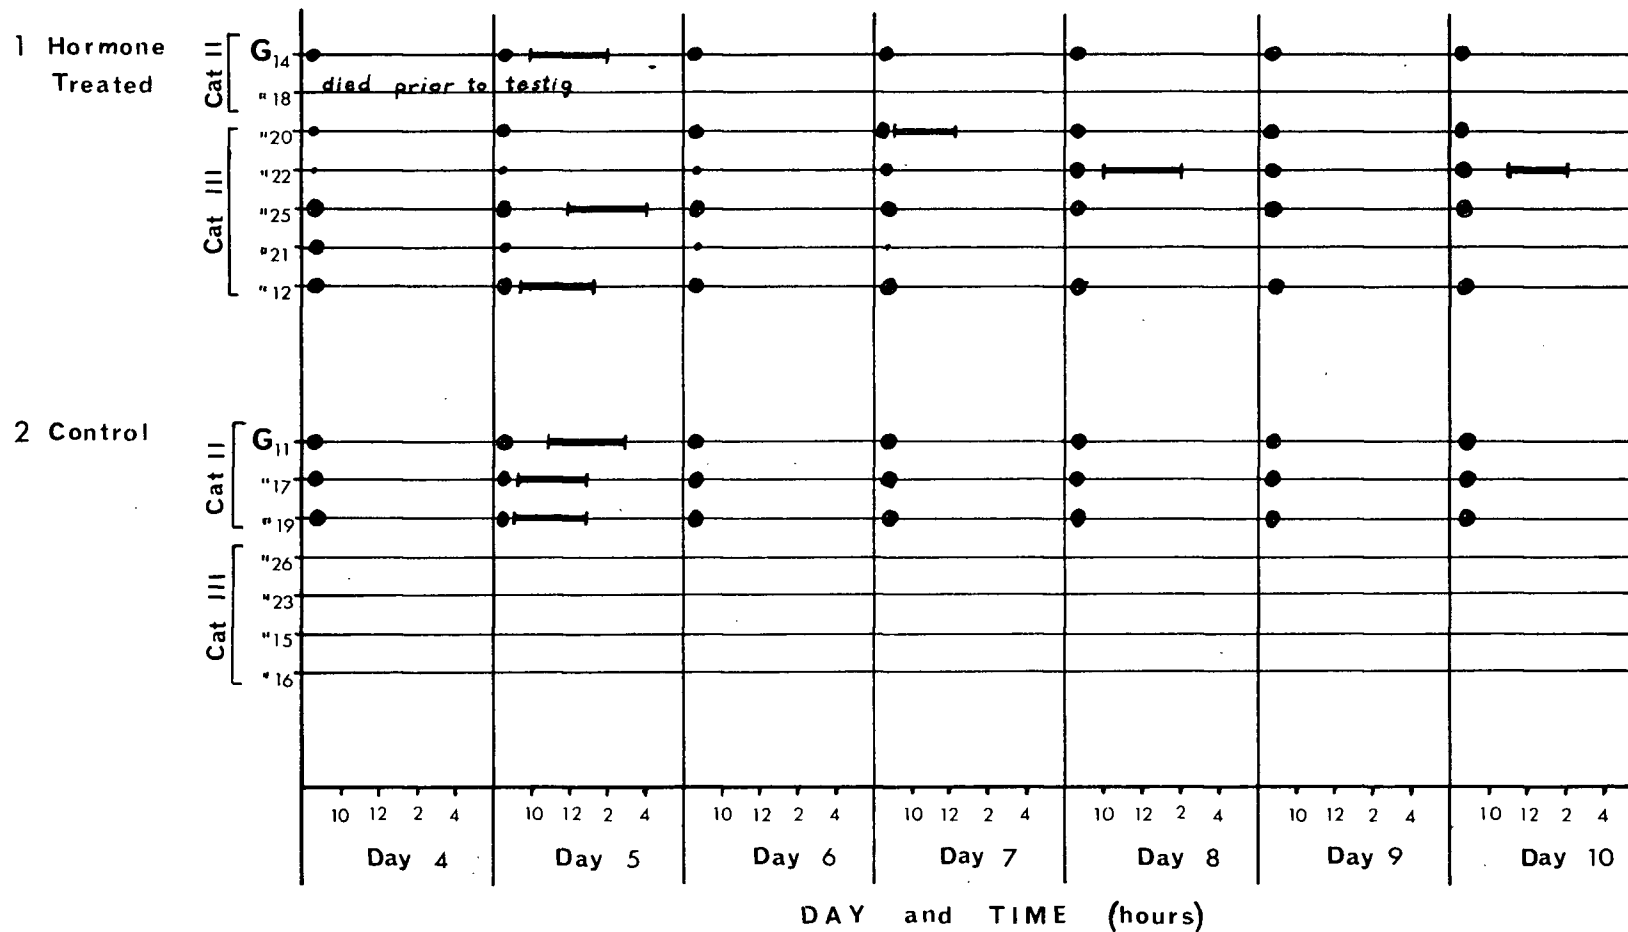 1 Hormone Treated
Cat II
G14
died prior to testig
"18
Cat III
"20
"22
"25
"21
"12
2 Control
Cat II
G11
"17
"19
Cat III
"26
"23
"15
"16
10 12 2 4 10 12 2 4 10 12 2 4 10 12 2 4 10 12 2 4 10 12 2 4 10 12 2 4
Day 4 Day 5 Day 6 Day 7 Day 8 Day 9 Day 10
DAY and TIME (hours)